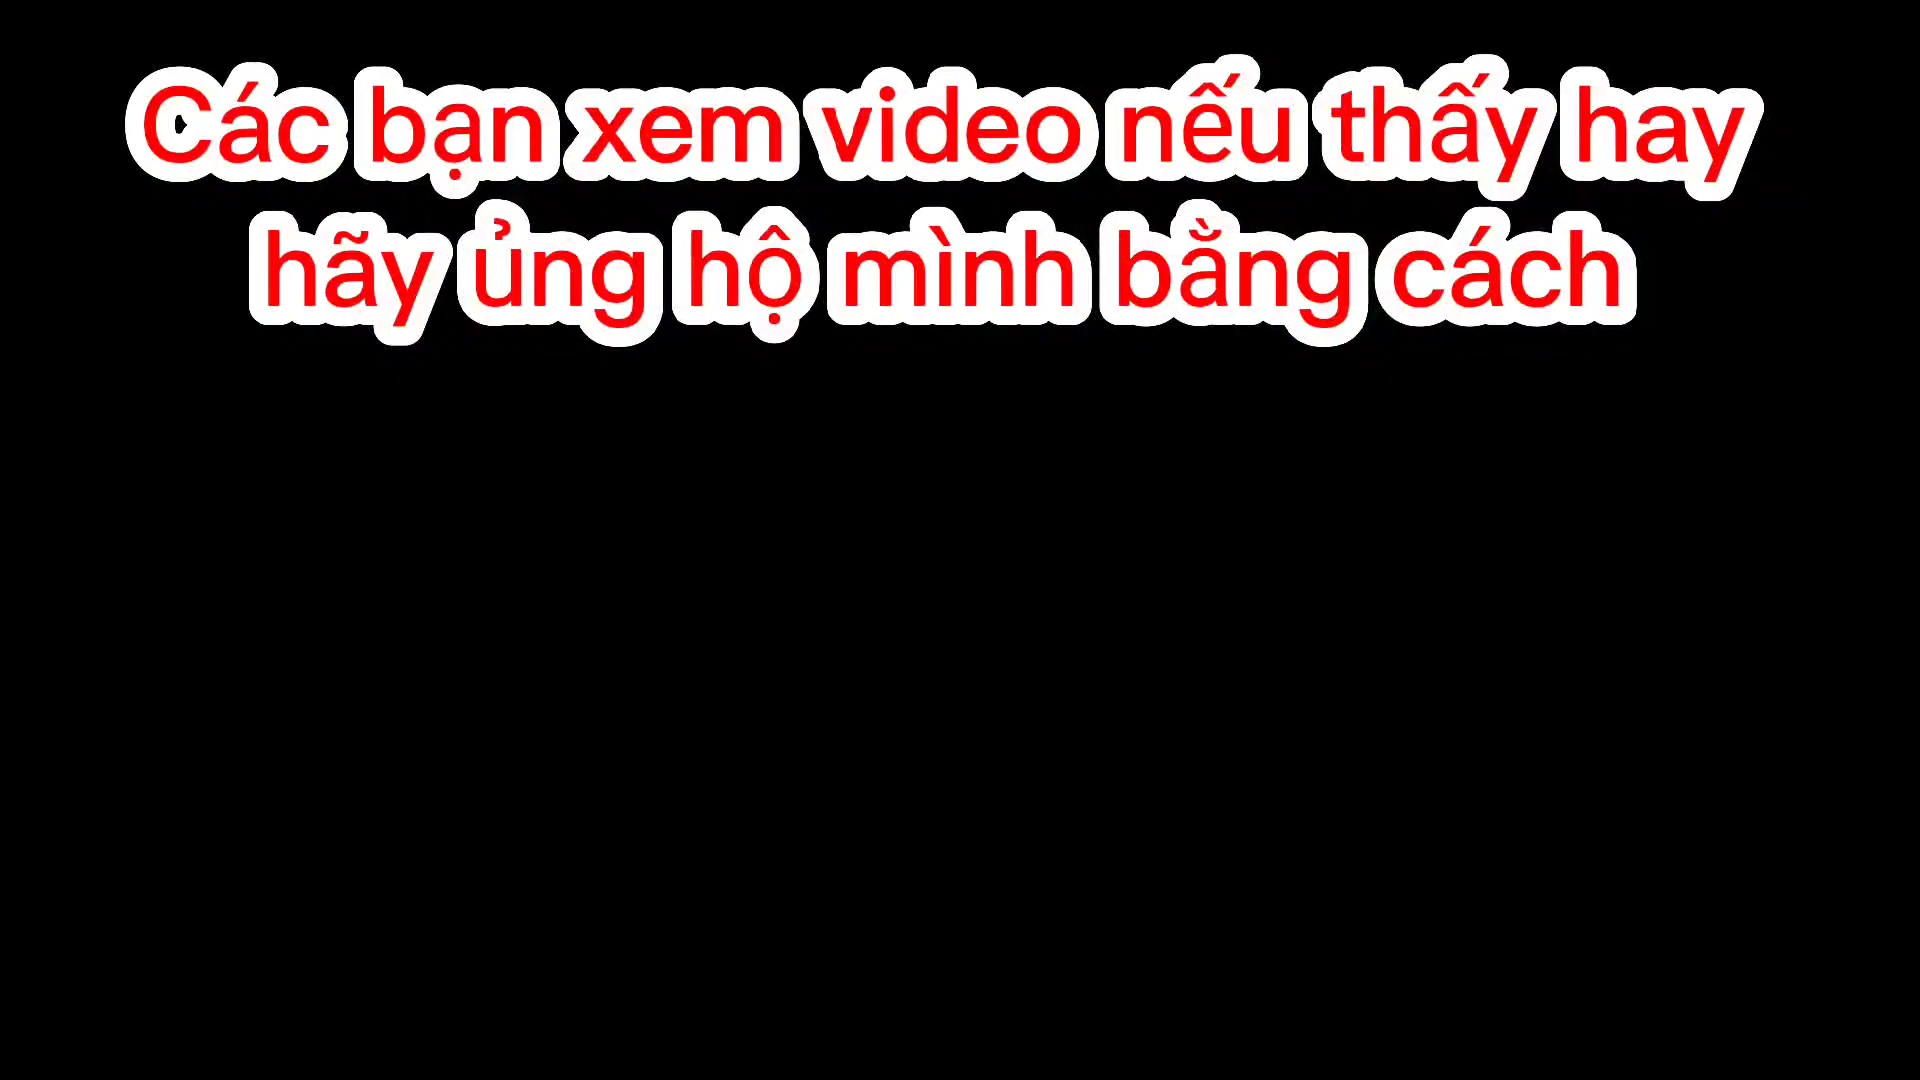 Các bạn xem video nếu thấy hay
hãy ủng hộ mình bằng cách